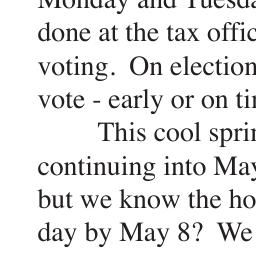 Monday and Tuesda
done at the tax offic
voting.  On election
vote - early or on ti
This cool sprin
continuing into May
but we know the ho
day by May 8?  We